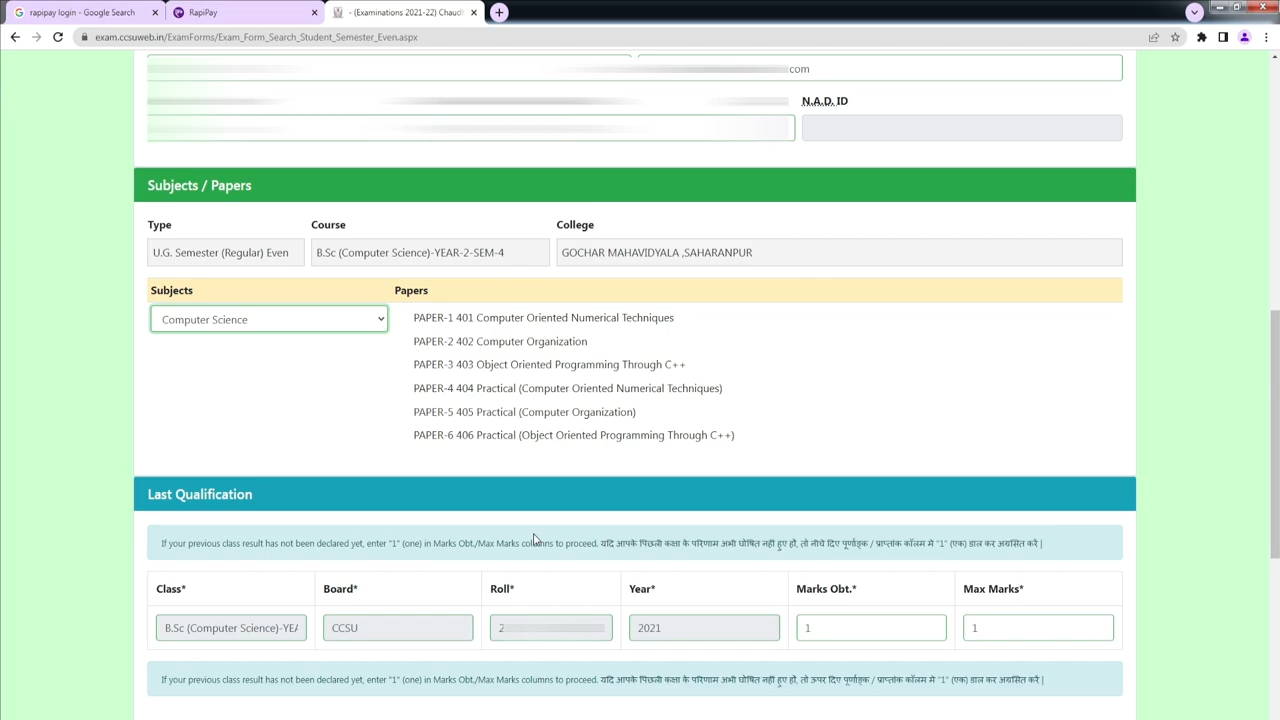 rapipay login - Google Search
RapiPay
- (Examinations 2021-22) Chaudh
exam.ccsuweb.in/ExamForms/Exam_Form_Search_Student_Semester_Even.aspx
com
N.A.D. ID
Subjects / Papers
Type Course College
U.G. Semester (Regular) Even B.Sc (Computer Science)-YEAR-2-SEM-4 GOCHAR MAHAVIDYALA ,SAHARANPUR
Subjects Papers
Computer Science PAPER-1 401 Computer Oriented Numerical Techniques
PAPER-2 402 Computer Organization
PAPER-3 403 Object Oriented Programming Through C++
PAPER-4 404 Practical (Computer Oriented Numerical Techniques)
PAPER-5 405 Practical (Computer Organization)
PAPER-6 406 Practical (Object Oriented Programming Through C++)
Last Qualification
If your previous class result has not been declared yet, enter "1" (one) in Marks Obt./Max Marks columns to proceed. यदि आपके पिछली कक्षा के परिणाम अभी घोषित नहीं हुए हों, तो नीचे दिए पूर्णाङ्क / प्राप्तांक कॉलम मे "1" (एक) डाल कर अग्रसित करें |
Class* Board* Roll* Year* Marks Obt.* Max Marks*
B.Sc (Computer Science)-YEA CCSU 2 2021 1 1
If your previous class result has not been declared yet, enter "1" (one) in Marks Obt./Max Marks columns to proceed. यदि आपके पिछली कक्षा के परिणाम अभी घोषित नहीं हुए हों, तो ऊपर दिए पूर्णाङ्क / प्राप्तांक कॉलम मे "1" (एक) डाल कर अग्रसित करें |